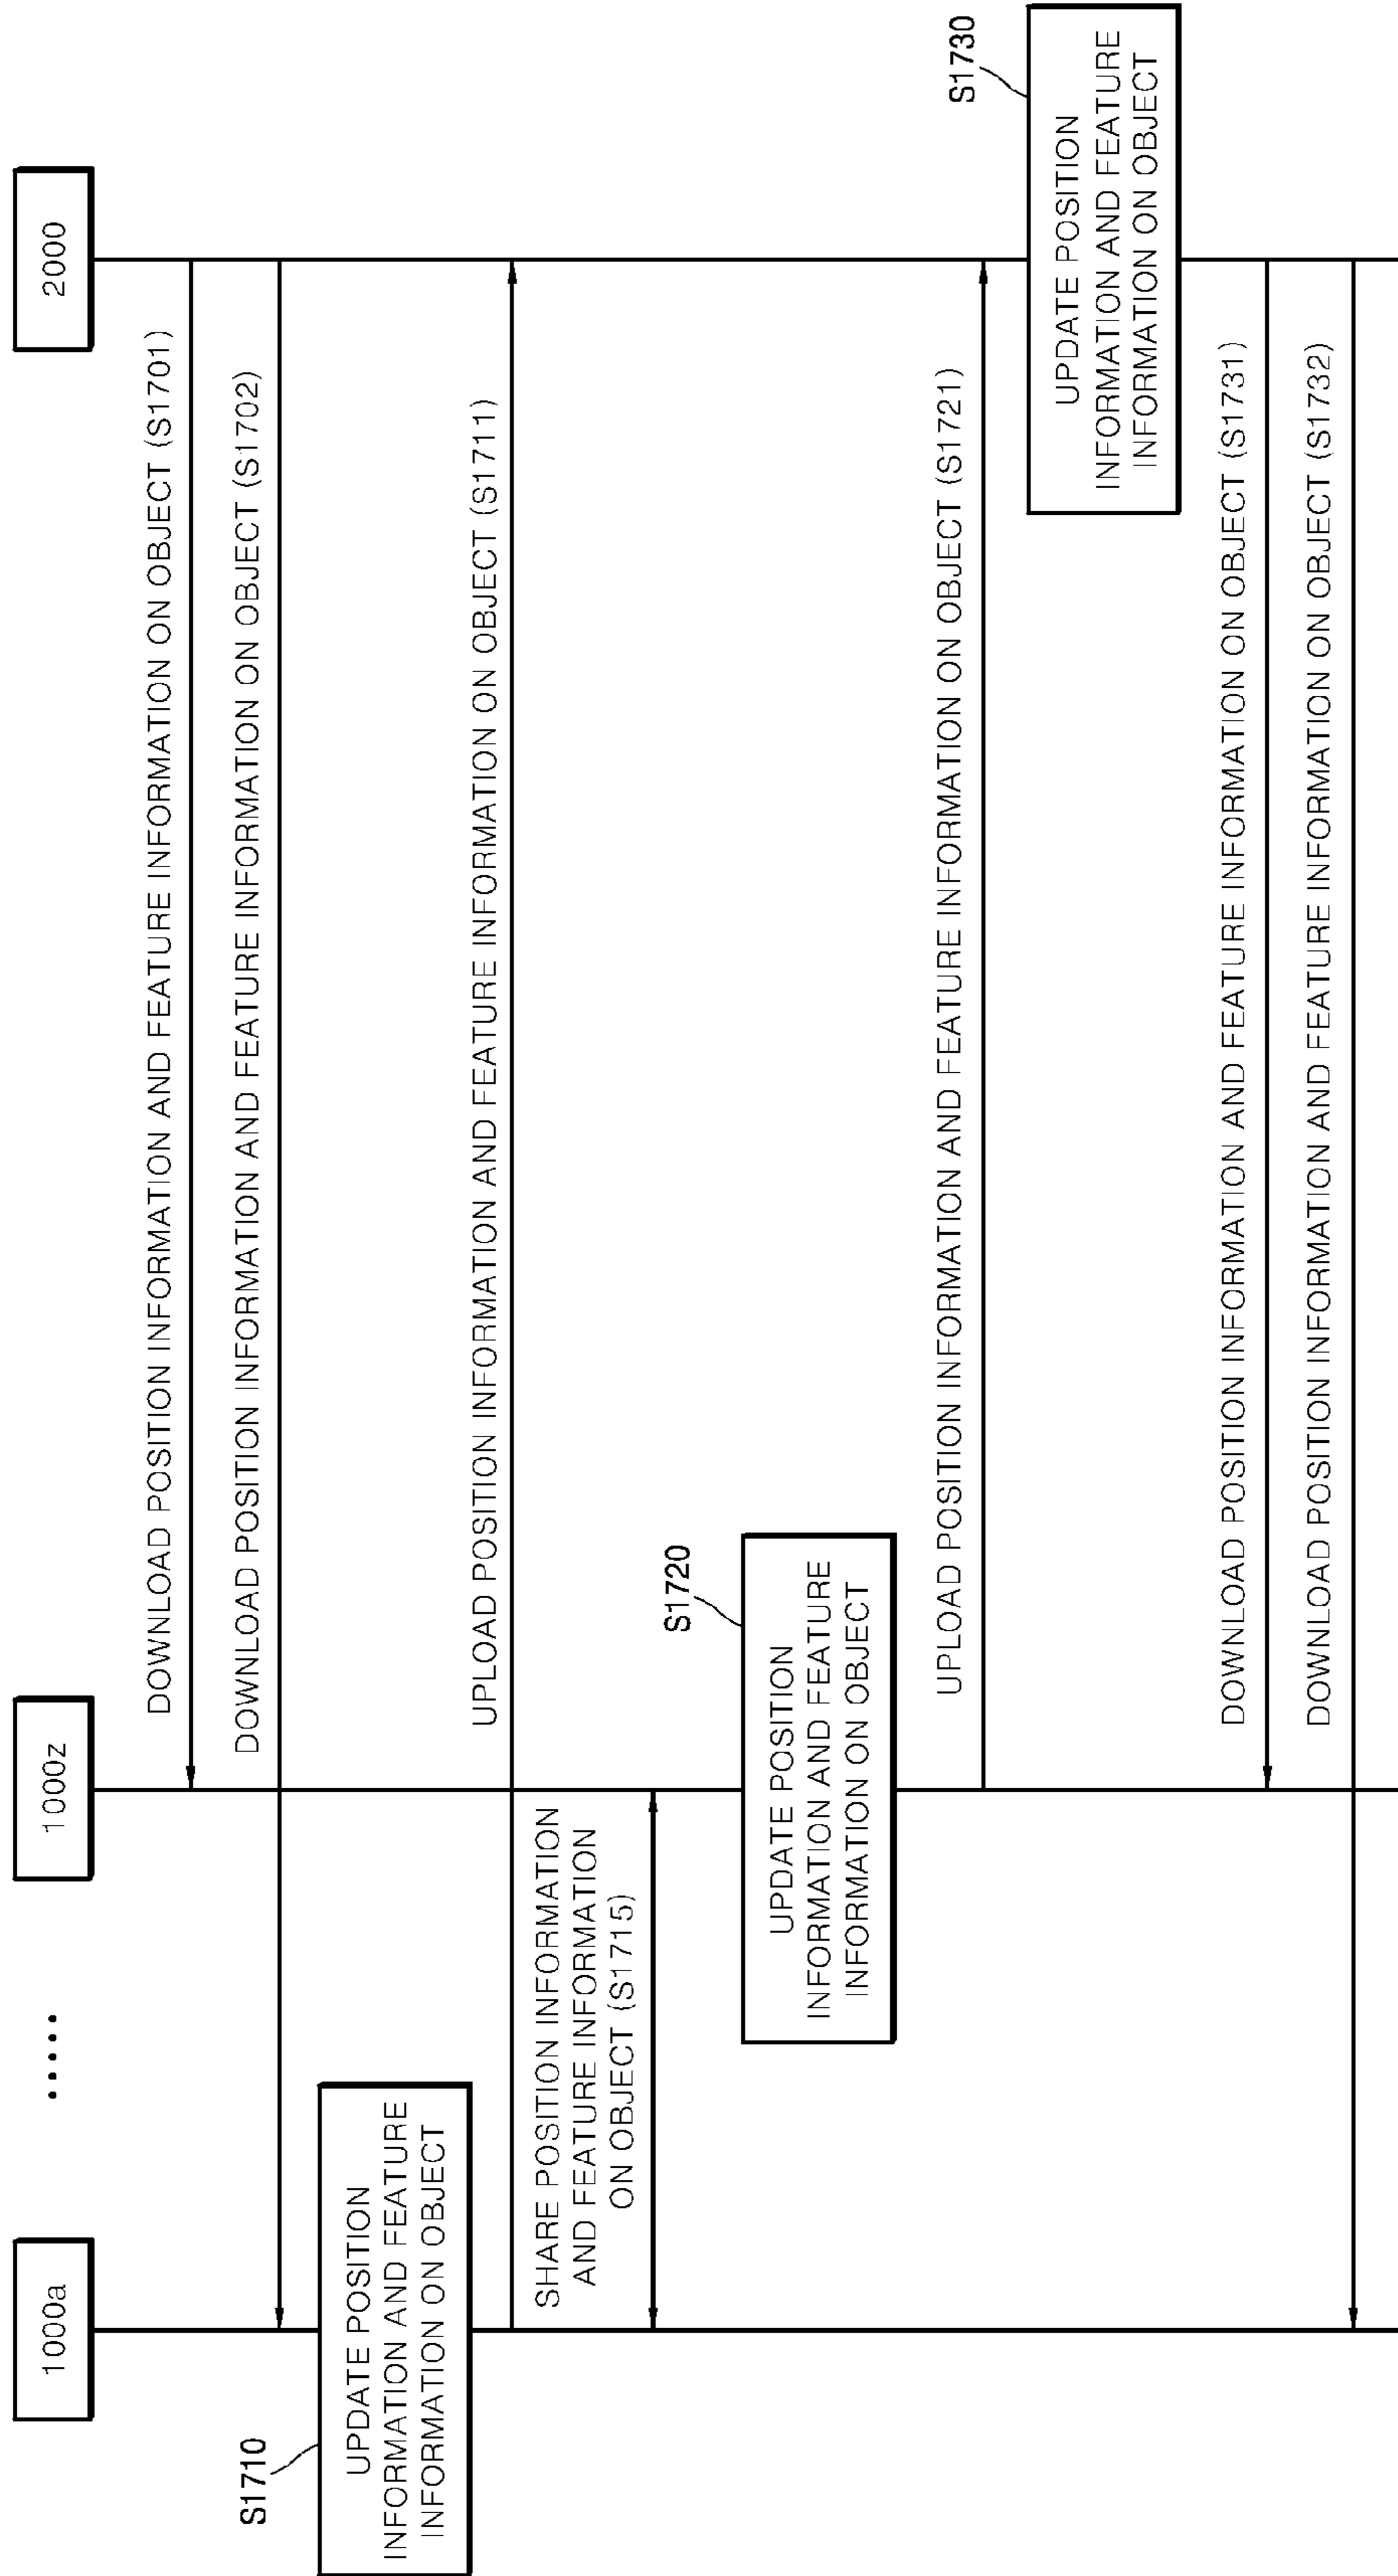 1000a
.....
1000z
2000
DOWNLOAD POSITION INFORMATION AND FEATURE INFORMATION ON OBJECT (S1701)
DOWNLOAD POSITION INFORMATION AND FEATURE INFORMATION ON OBJECT (S1702)
S1710
UPDATE POSITION
INFORMATION AND FEATURE
INFORMATION ON OBJECT
UPLOAD POSITION INFORMATION AND FEATURE INFORMATION ON OBJECT (S1711)
SHARE POSITION INFORMATION
AND FEATURE INFORMATION
ON OBJECT (S1715)
S1720
UPDATE POSITION
INFORMATION AND FEATURE
INFORMATION ON OBJECT
UPLOAD POSITION INFORMATION AND FEATURE INFORMATION ON OBJECT (S1721)
S1730
UPDATE POSITION
INFORMATION AND FEATURE
INFORMATION ON OBJECT
DOWNLOAD POSITION INFORMATION AND FEATURE INFORMATION ON OBJECT (S1731)
DOWNLOAD POSITION INFORMATION AND FEATURE INFORMATION ON OBJECT (S1732)